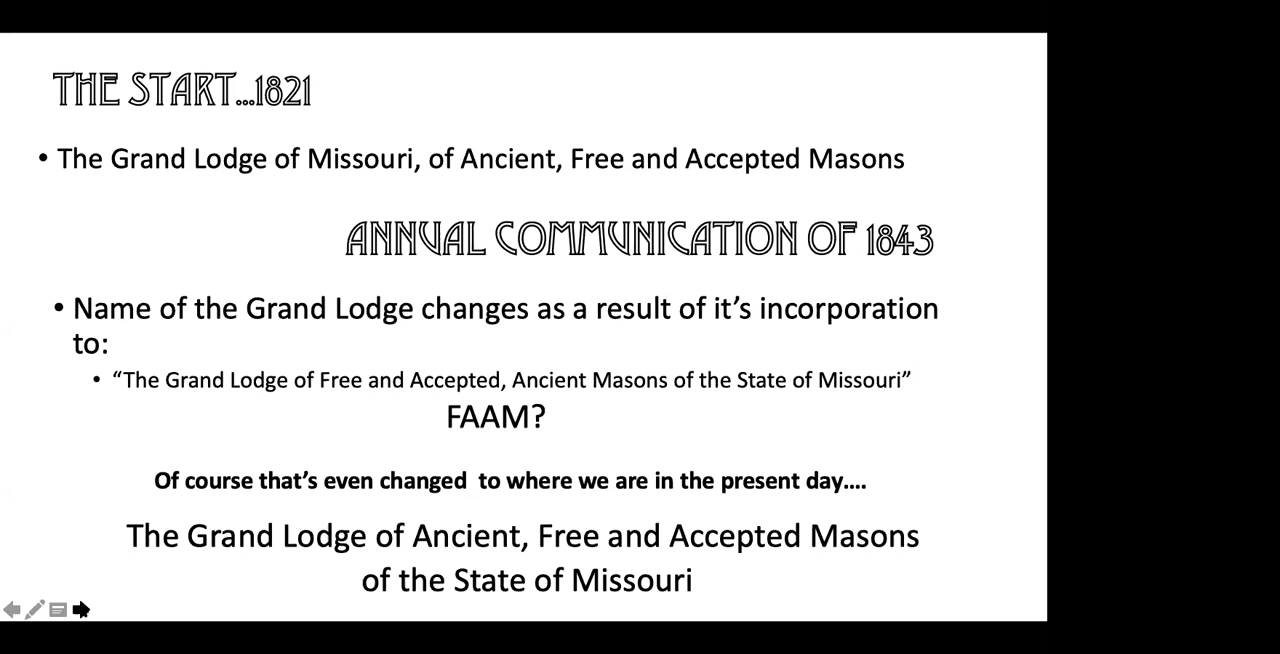 THE START...1821
• The Grand Lodge of Missouri, of Ancient, Free and Accepted Masons
ANNUAL COMMUNICATION OF 1843
• Name of the Grand Lodge changes as a result of it’s incorporation
to:
• “The Grand Lodge of Free and Accepted, Ancient Masons of the State of Missouri”
FAAM?
Of course that’s even changed  to where we are in the present day....
The Grand Lodge of Ancient, Free and Accepted Masons
of the State of Missouri